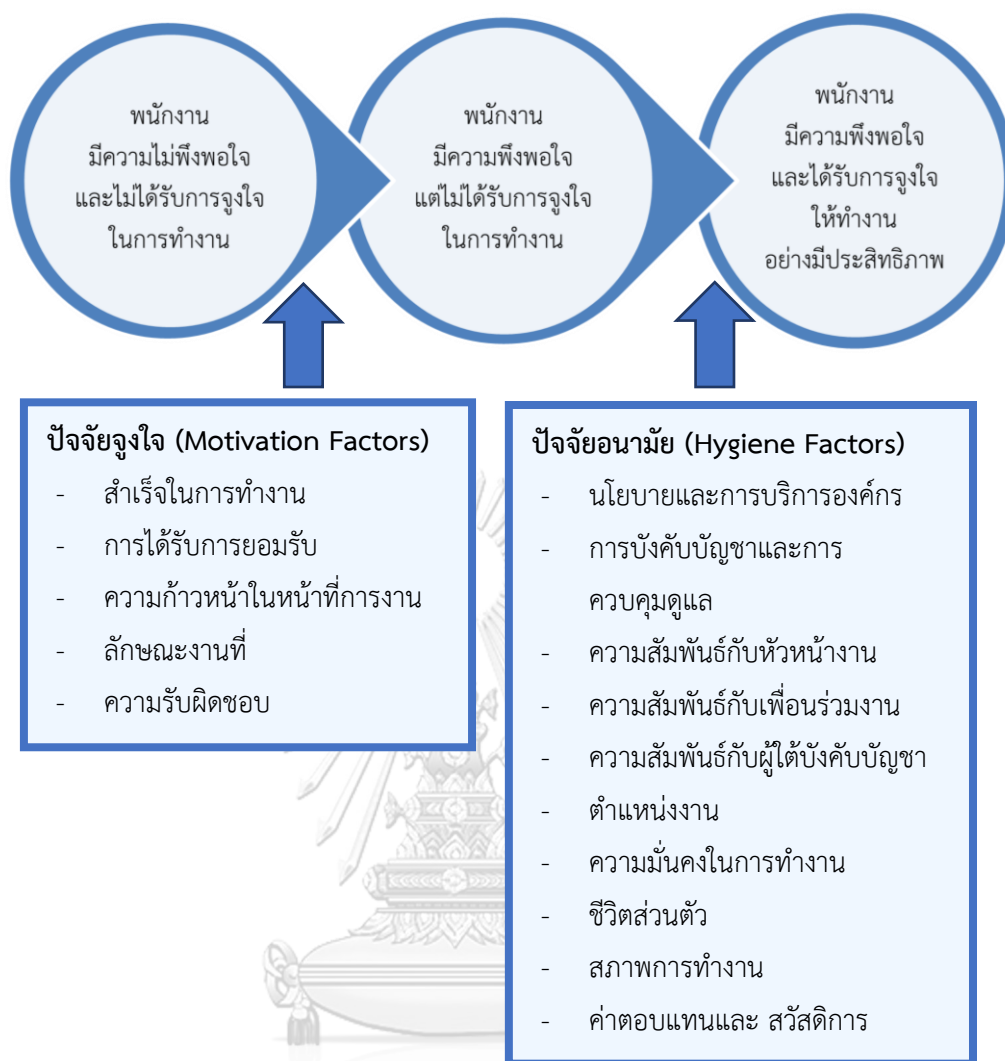 พนักงาน
มีความไม่พึงพอใจ
และไม่ได้รับการจูงใจ
ในการทำงาน
พนักงาน
มีความพึงพอใจ
แต่ไม่ได้รับการจูงใจ
ในการทำงาน
พนักงาน
มีความพึงพอใจ
และได้รับการจูงใจ
ให้ทำงาน
อย่างมีประสิทธิภาพ
ปัจจัยจูงใจ (Motivation Factors)
- สำเร็จในการทำงาน
- การได้รับการยอมรับ
- ความก้าวหน้าในหน้าที่การงาน
- ลักษณะงานที่
- ความรับผิดชอบ
ปัจจัยอนามัย (Hygiene Factors)
- นโยบายและการบริการองค์กร
- การบังคับบัญชาและการ
ควบคุมดูแล
- ความสัมพันธ์กับหัวหน้างาน
- ความสัมพันธ์กับเพื่อนร่วมงาน
- ความสัมพันธ์กับผู้ใต้บังคับบัญชา
- ตำแหน่งงาน
- ความมั่นคงในการทำงาน
- ชีวิตส่วนตัว
- สภาพการทำงาน
- ค่าตอบแทนและ สวัสดิการ